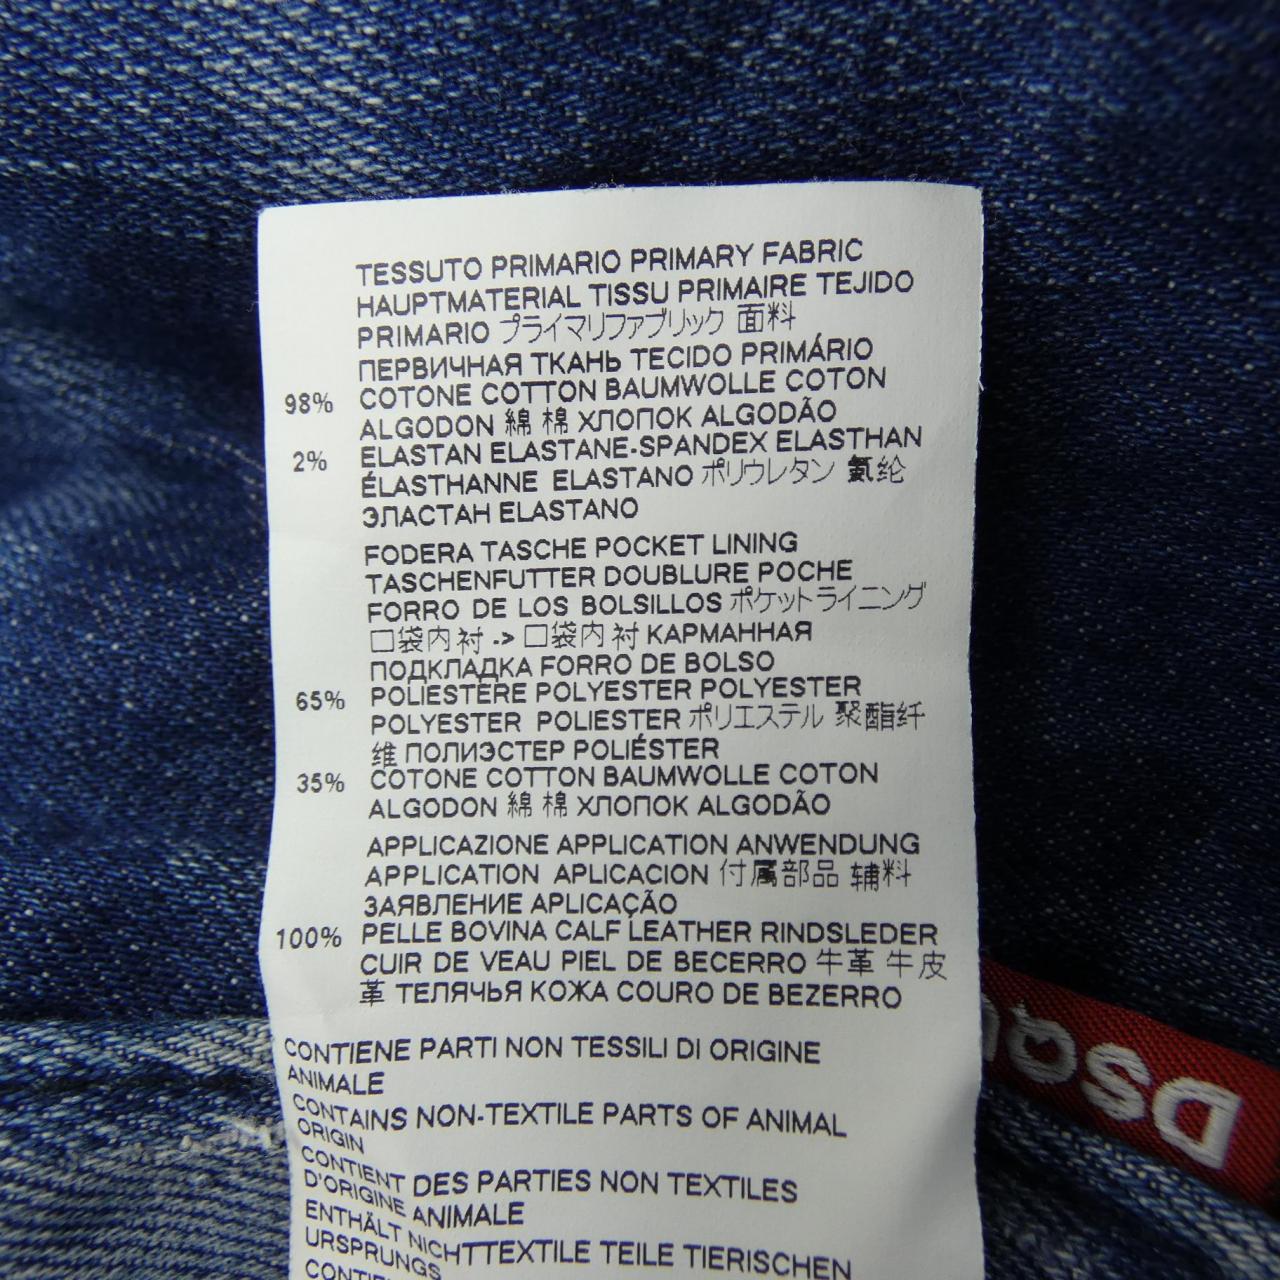 TESSUTO PRIMARIO PRIMARY FABRIC
HAUPTMATERIAL TISSU PRIMAIRE TEJIDO
PRIMARIO プライマリファブリック 面料
ПЕРВИЧНАЯ ТКАНЬ TECIDO PRIMÁRIO
98% COTONE COTTON BAUMWOLLE COTON
ALGODON 綿 棉 ХЛОПОК ALGODÃO
2% ELASTAN ELASTANE-SPANDEX ELASTHAN
ÉLASTHANNE ELASTANO ポリウレタン 氨纶
ЭЛАСТАН ELASTANO
FODERA TASCHE POCKET LINING
TASCHENFUTTER DOUBLURE POCHE
FORRO DE LOS BOLSILLOS ポケットライニング
口袋内衬 -> 口袋内衬 КАРМАННАЯ
ПОДКЛАДКА FORRO DE BOLSO
65% POLIESTERE POLYESTER POLYESTER
POLYESTER POLIESTER ポリエステル 聚酯纤
维 ПОЛИЭСТЕР POLIÉSTER
35% COTONE COTTON BAUMWOLLE COTON
ALGODON 綿 棉 ХЛОПОК ALGODÃO
APPLICAZIONE APPLICATION ANWENDUNG
APPLICATION APLICACION 付属部品 辅料
ЗАЯВЛЕНИЕ APLICAÇÃO
100% PELLE BOVINA CALF LEATHER RINDSLEDER
CUIR DE VEAU PIEL DE BECERRO 牛革 牛皮
革 ТЕЛЯЧЬЯ КОЖА COURO DE BEZERRO
CONTIENE PARTI NON TESSILI DI ORIGINE
ANIMALE
CONTAINS NON-TEXTILE PARTS OF ANIMAL
ORIGIN
CONTIENT DES PARTIES NON TEXTILES
D'ORIGINE ANIMALE
ENTHÄLT NICHTTEXTILE TEILE TIERISCHEN
URSPRUNGS